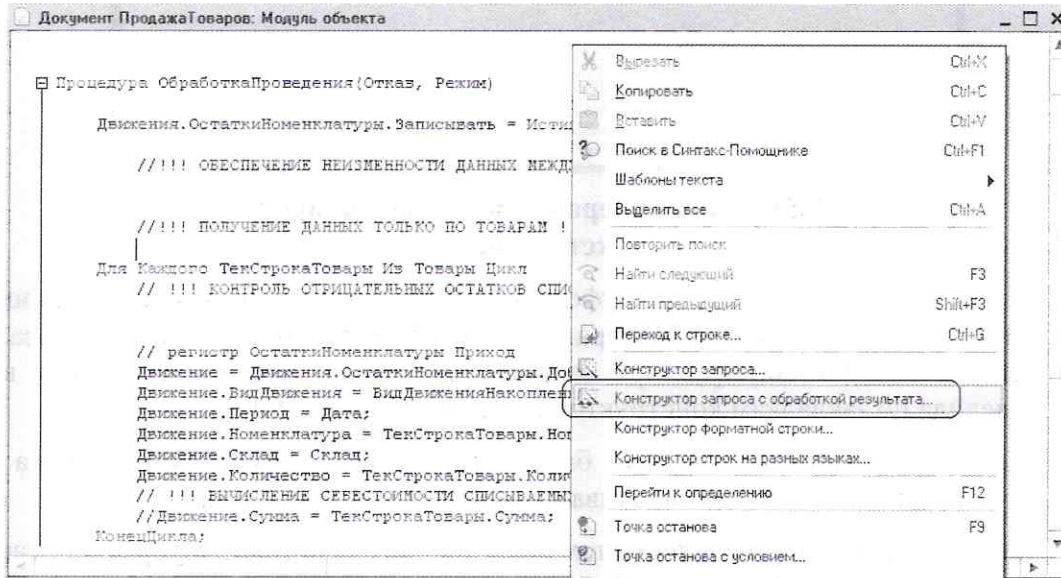 Документ ПродажаТоваров: Модуль объекта
Процедура ОбработкаПроведения(Отказ, Режим)
Движения.ОстаткиНоменклатуры.Записывать = Исти
//!!! ОБЕСПЕЧЕНИЕ НЕИЗМЕННОСТИ ДАННЫХ МЕЖД
//!!! ПОЛУЧЕНИЕ ДАННЫХ ТОЛЬКО ПО ТОВАРАМ !
Для Каждого ТекСтрокаТовары Из Товары Цикл
// !!! КОНТРОЛЬ ОТРИЦАТЕЛЬНЫХ ОСТАТКОВ СПИ
// регистр ОстаткиНоменклатуры Приход
Движение = Движения.ОстаткиНоменклатуры.До
Движение.ВидДвижения = ВидДвиженияНакоплен
Движение.Период = Дата;
Движение.Номенклатура = ТекСтрокаТовары.Но
Движение.Склад = Склад;
Движение.Количество = ТекСтрокаТовары.Коли
// !!! ВЫЧИСЛЕНИЕ СЕБЕСТОИМОСТИ СПИСЫВАЕМЫ
//Движение.Сумма = ТекСтрокаТовары.Сумма;
КонецЦикла;
Вырезать Ctrl+X
Копировать Ctrl+C
Вставить Ctrl+V
Поиск в Синтакс-Помощнике Ctrl+F1
Шаблоны текста
Выделить все Ctrl+A
Повторить поиск
Найти следующий F3
Найти предыдущий Shift+F3
Переход к строке... Ctrl+G
Конструктор запроса...
Конструктор запроса с обработкой результата...
Конструктор форматной строки...
Конструктор строк на разных языках...
Перейти к определению F12
Точка останова F9
Точка останова с условием...